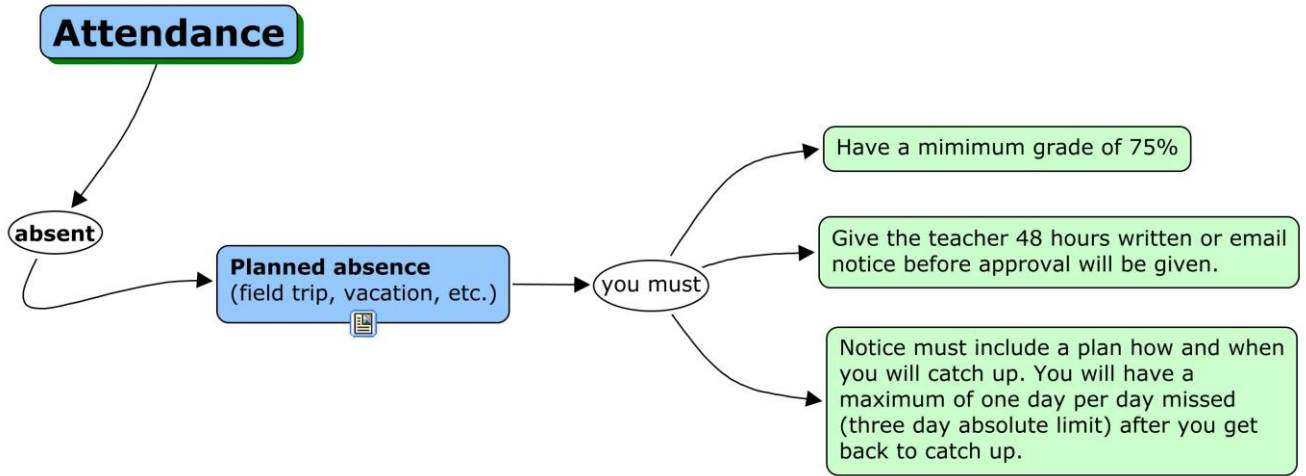 Attendance
absent
Planned absence
(field trip, vacation, etc.)
you must
Have a mimimum grade of 75%
Give the teacher 48 hours written or email
notice before approval will be given.
Notice must include a plan how and when
you will catch up. You will have a
maximum of one day per day missed
(three day absolute limit) after you get
back to catch up.